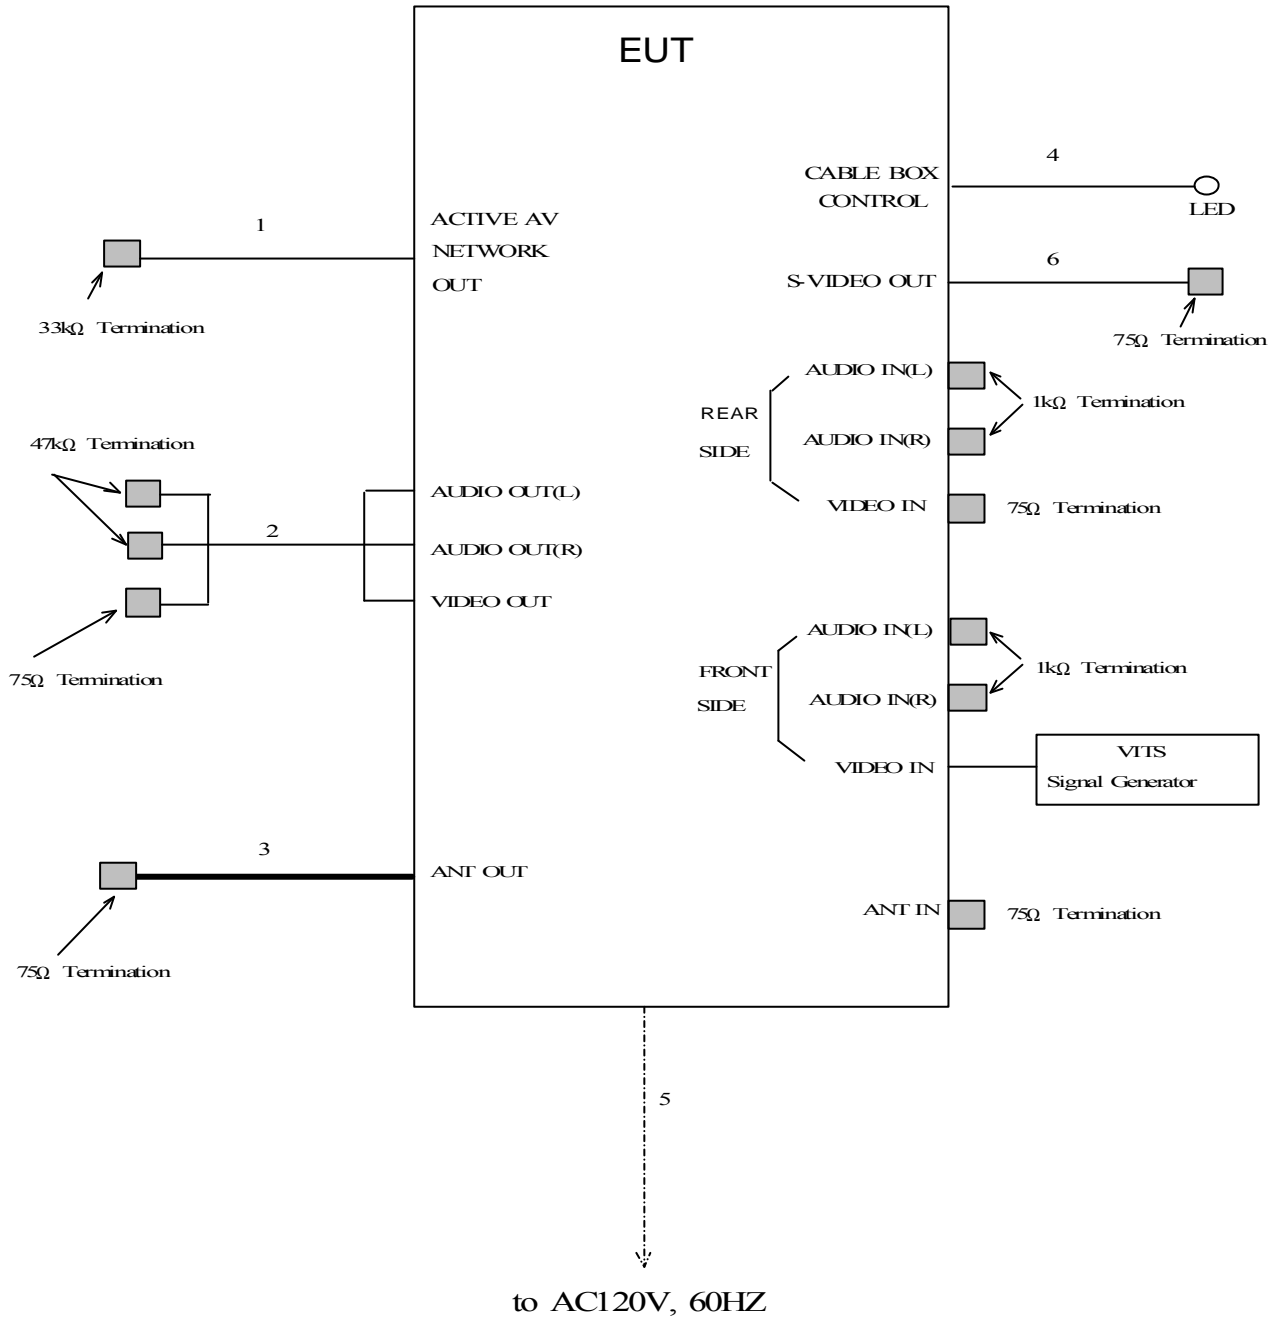 EUT
4
CABLE BOX
CONTROL
LED
1
ACTIVE AV
NETWORK
OUT
33kΩ Termination
6
S-VIDEO OUT
75Ω Termination
AUDIO IN(L)
1kΩ Termination
REAR
SIDE
AUDIO IN(R)
VIDEO IN
75Ω Termination
47kΩ Termination
2
AUDIO OUT(L)
AUDIO OUT(R)
VIDEO OUT
75Ω Termination
AUDIO IN(L)
1kΩ Termination
FRONT
SIDE
AUDIO IN(R)
VIDEO IN
VITS
Signal Generator
3
ANT OUT
75Ω Termination
ANT IN
75Ω Termination
5
to AC120V, 60HZ